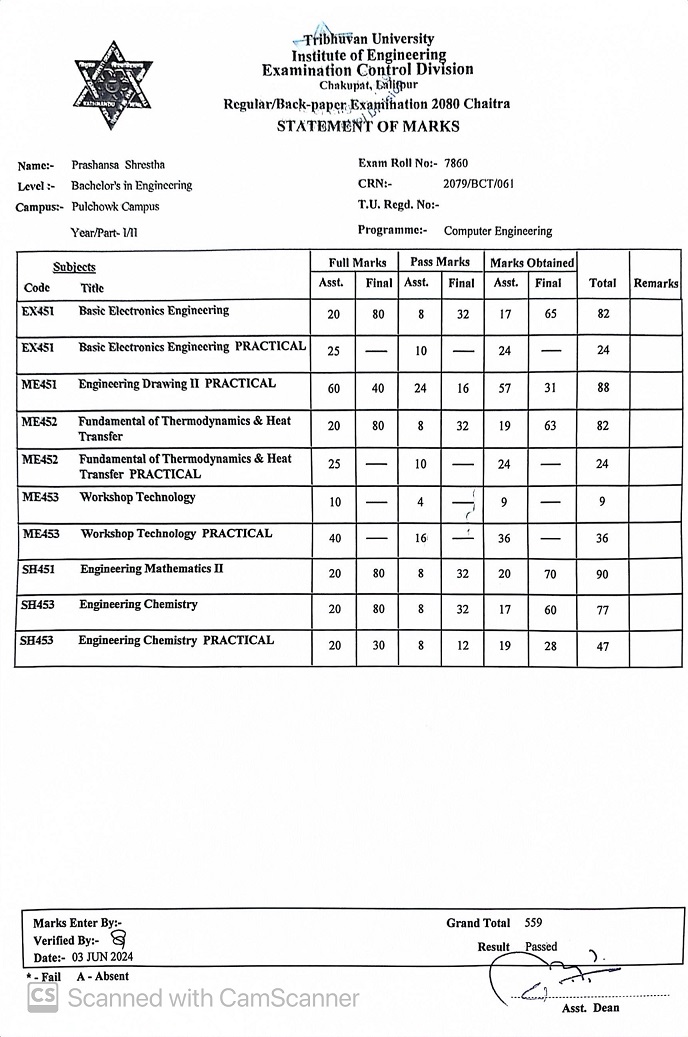 Tribhuvan University
Institute of Engineering
Examination Control Division
Chakupat, Lalitpur
Regular/Back-paper Examination 2080 Chaitra
STATEMENT OF MARKS
Name:- Prashansa Shrestha Exam Roll No:- 7860
Level :- Bachelor's in Engineering CRN:- 2079/BCT/061
Campus:- Pulchowk Campus T.U. Regd. No:-
Year/Part- I/II Programme:- Computer Engineering
Subjects Full Marks Pass Marks Marks Obtained
Code Title Asst. Final Asst. Final Asst. Final Total Remarks
EX451 Basic Electronics Engineering 20 80 8 32 17 65 82
EX451 Basic Electronics Engineering PRACTICAL 25 — 10 — 24 — 24
ME451 Engineering Drawing II PRACTICAL 60 40 24 16 57 31 88
ME452 Fundamental of Thermodynamics & Heat 20 80 8 32 19 63 82
Transfer
ME452 Fundamental of Thermodynamics & Heat 25 — 10 — 24 — 24
Transfer PRACTICAL
ME453 Workshop Technology 10 — 4 — 9 — 9
ME453 Workshop Technology PRACTICAL 40 — 16 — 36 — 36
SH451 Engineering Mathematics II 20 80 8 32 20 70 90
SH453 Engineering Chemistry 20 80 8 32 17 60 77
SH453 Engineering Chemistry PRACTICAL 20 30 8 12 19 28 47
Marks Enter By:- Grand Total 559
Verified By:-
Date:- 03 JUN 2024 Result Passed
* - Fail A - Absent
CS Scanned with CamScanner
Asst. Dean